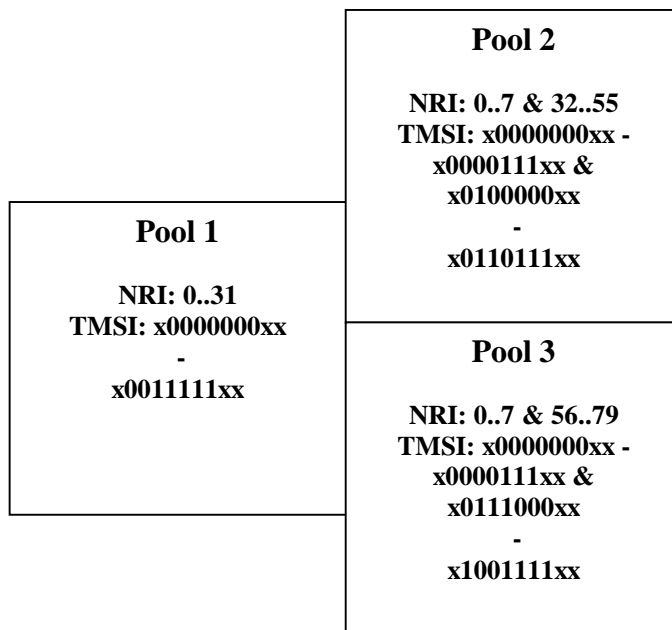 Pool 2
NRI: 0..7 & 32..55
TMSI: x0000000xx -
x0000111xx &
x0100000xx
-
x0110111xx
Pool 1
NRI: 0..31
TMSI: x0000000xx
-
x0011111xx
Pool 3
NRI: 0..7 & 56..79
TMSI: x0000000xx -
x0000111xx &
x0111000xx
-
x1001111xx